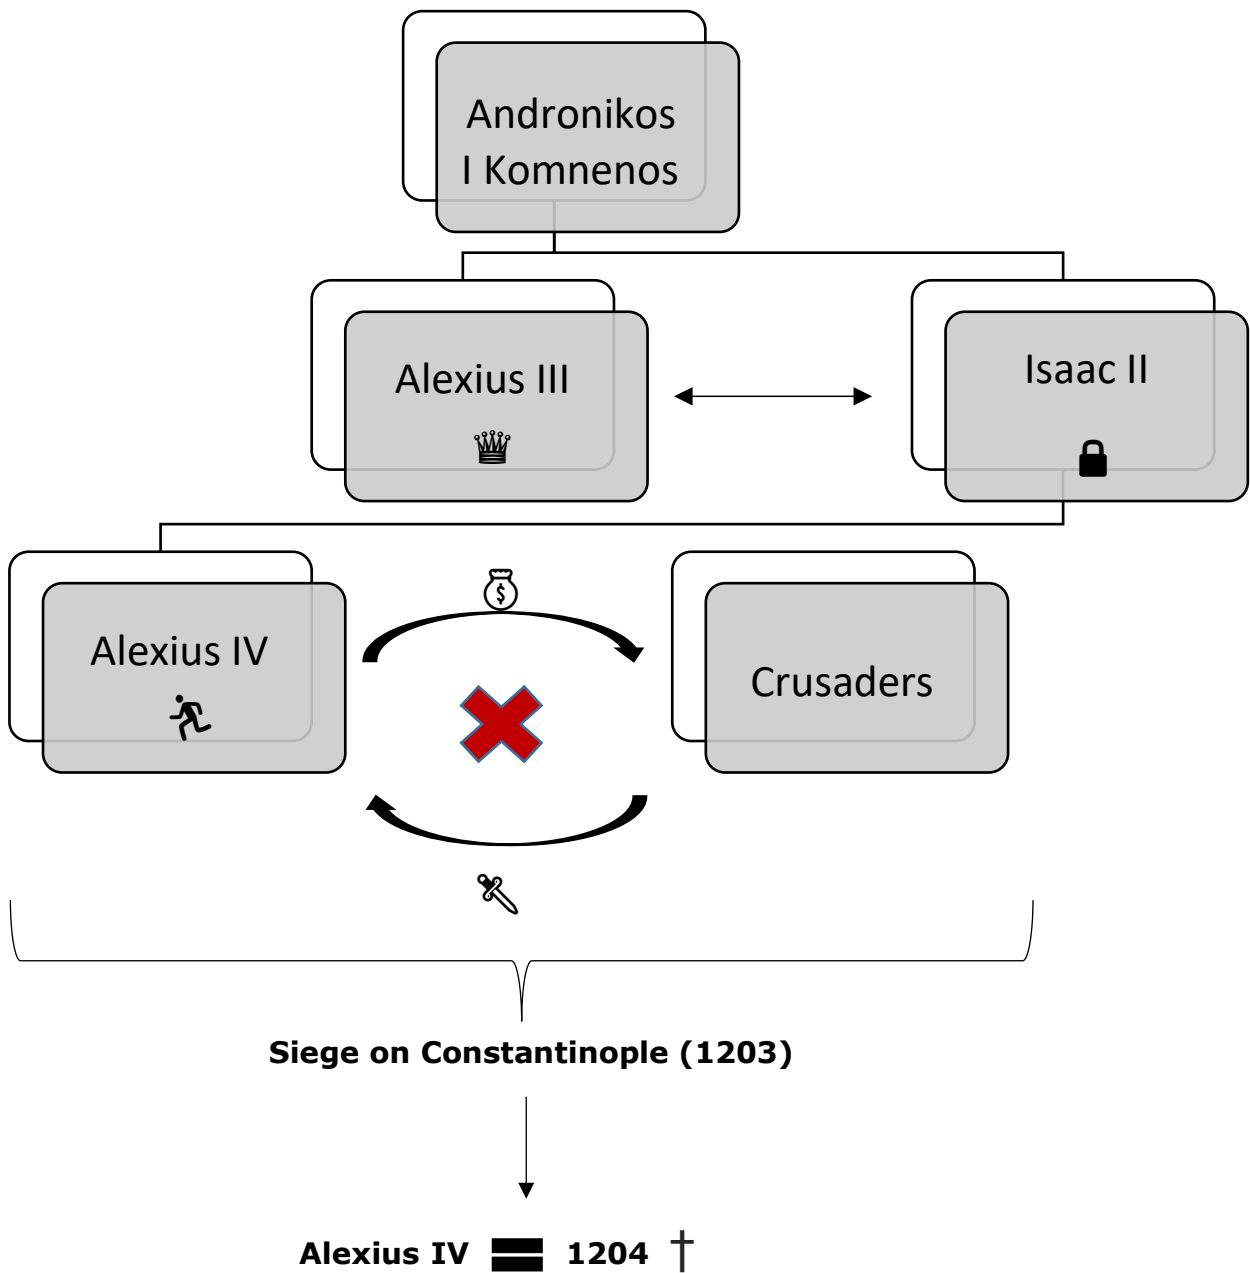 Andronikos
I Komnenos
Alexius III
Isaac II
Alexius IV
$
Crusaders
Siege on Constantinople (1203)
Alexius IV = 1204 †